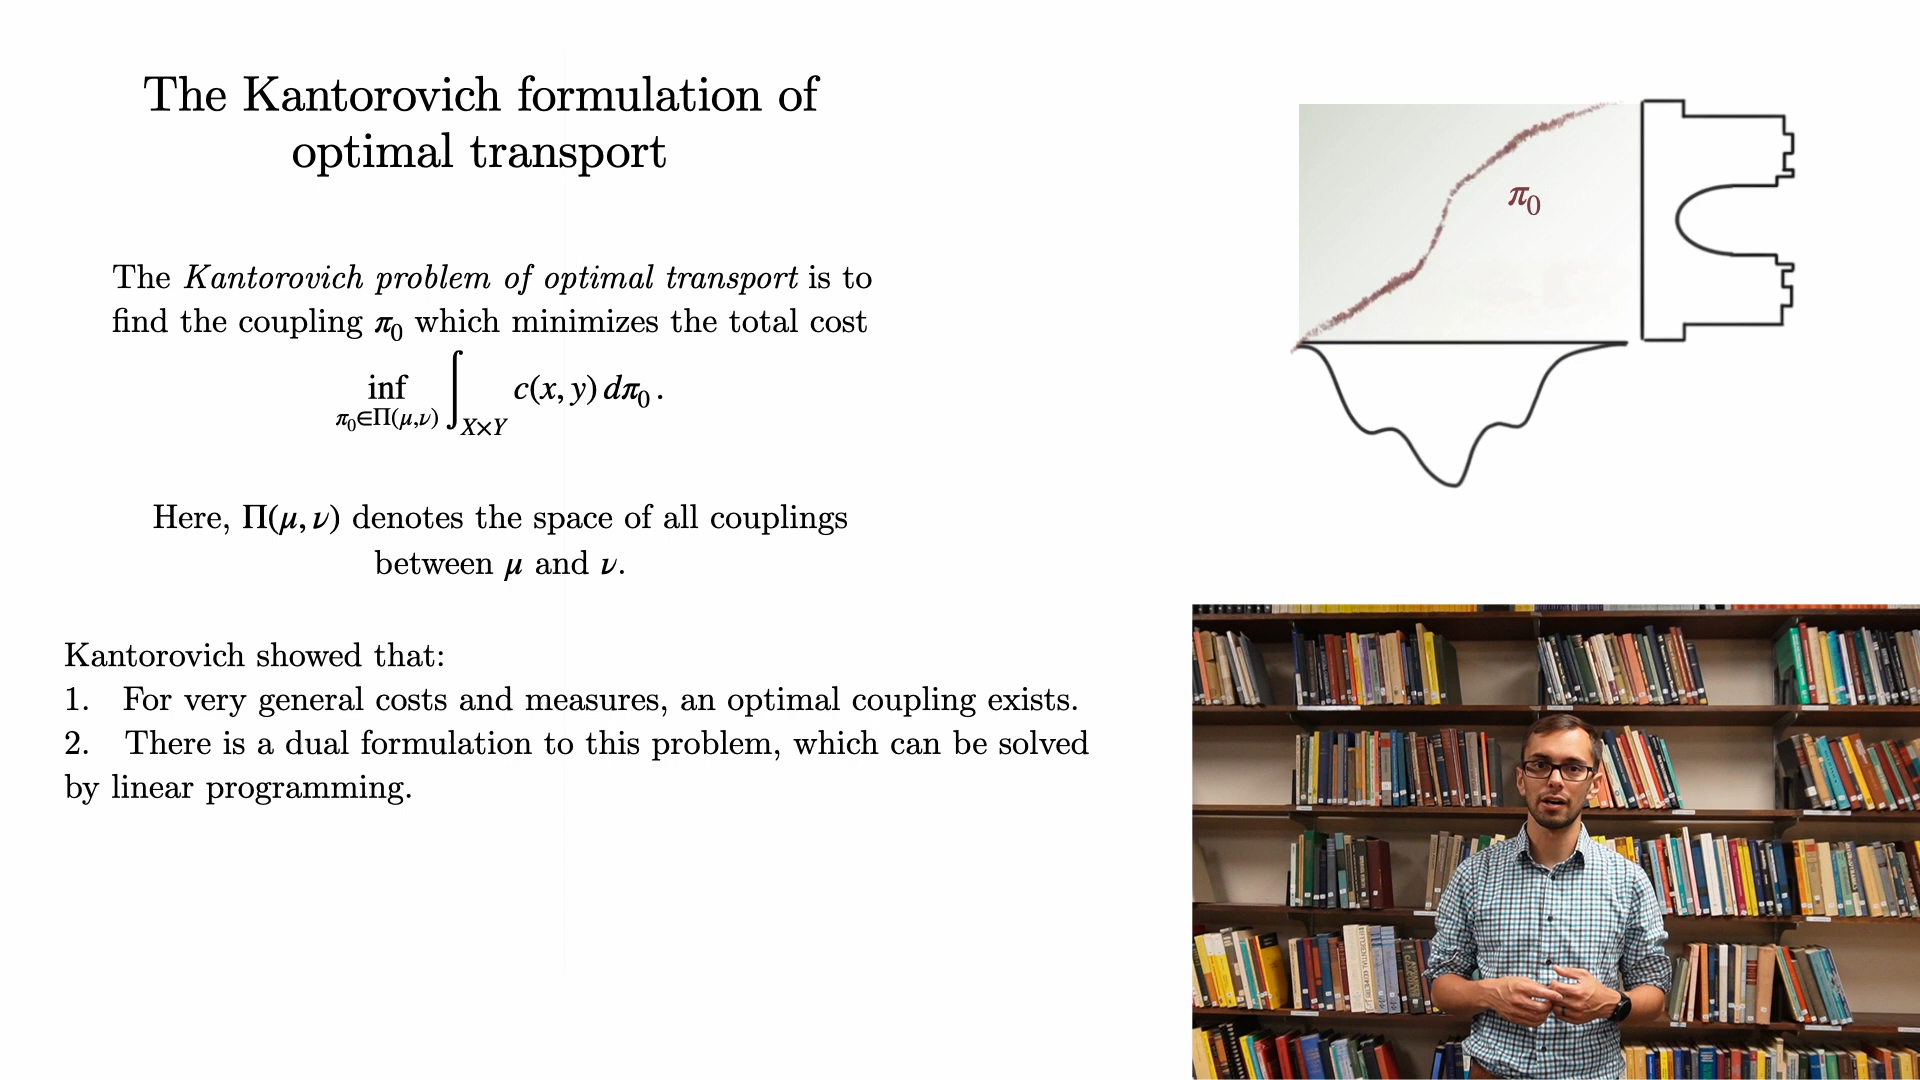 The Kantorovich formulation of
optimal transport
The Kantorovich problem of optimal transport is to
find the coupling π₀ which minimizes the total cost
inf_{π₀∈Π(μ,ν)} ∫_{X×Y} c(x, y) dπ₀ .
Here, Π(μ, ν) denotes the space of all couplings
between μ and ν.
Kantorovich showed that:
1. For very general costs and measures, an optimal coupling exists.
2. There is a dual formulation to this problem, which can be solved
by linear programming.
π₀